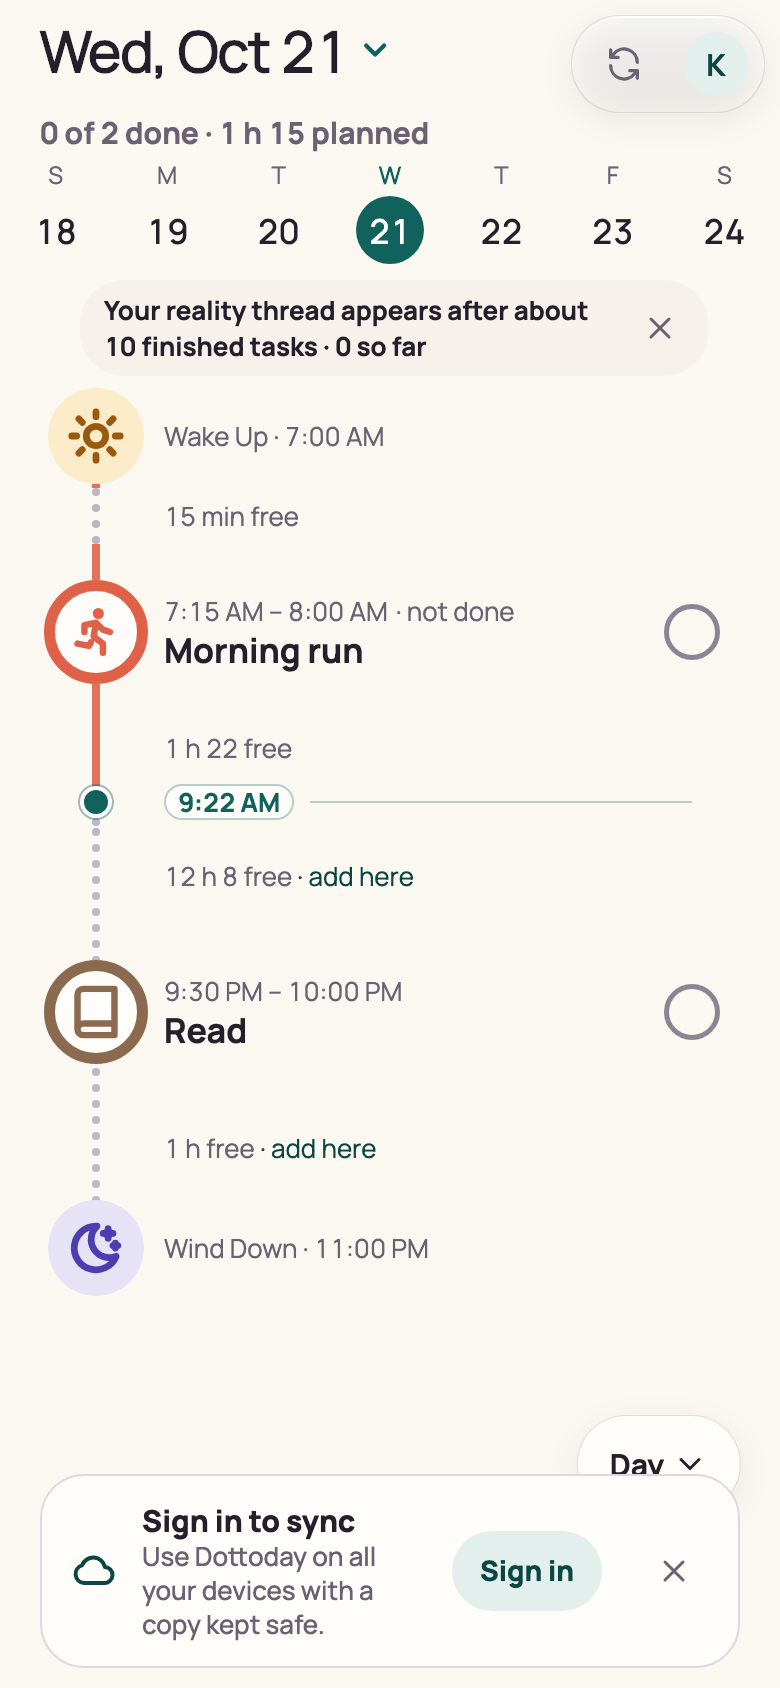 Wed, Oct 21
K
0 of 2 done · 1 h 15 planned
S M T W T F S
18 19 20 21 22 23 24
Your reality thread appears after about
10 finished tasks · 0 so far
Wake Up · 7:00 AM
15 min free
7:15 AM – 8:00 AM · not done
Morning run
1 h 22 free
9:22 AM
12 h 8 free · add here
9:30 PM – 10:00 PM
Read
1 h free · add here
Wind Down · 11:00 PM
Day
Sign in to sync
Use Dottoday on all
your devices with a
copy kept safe.
Sign in